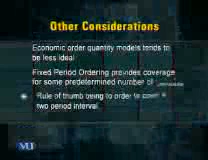 Other Considerations
Economic order quantity models tends to
be less ideal
Fixed Period Ordering provides coverage
for some predetermined number of
Rule of thumb being to order to cover a
two period interval
VU